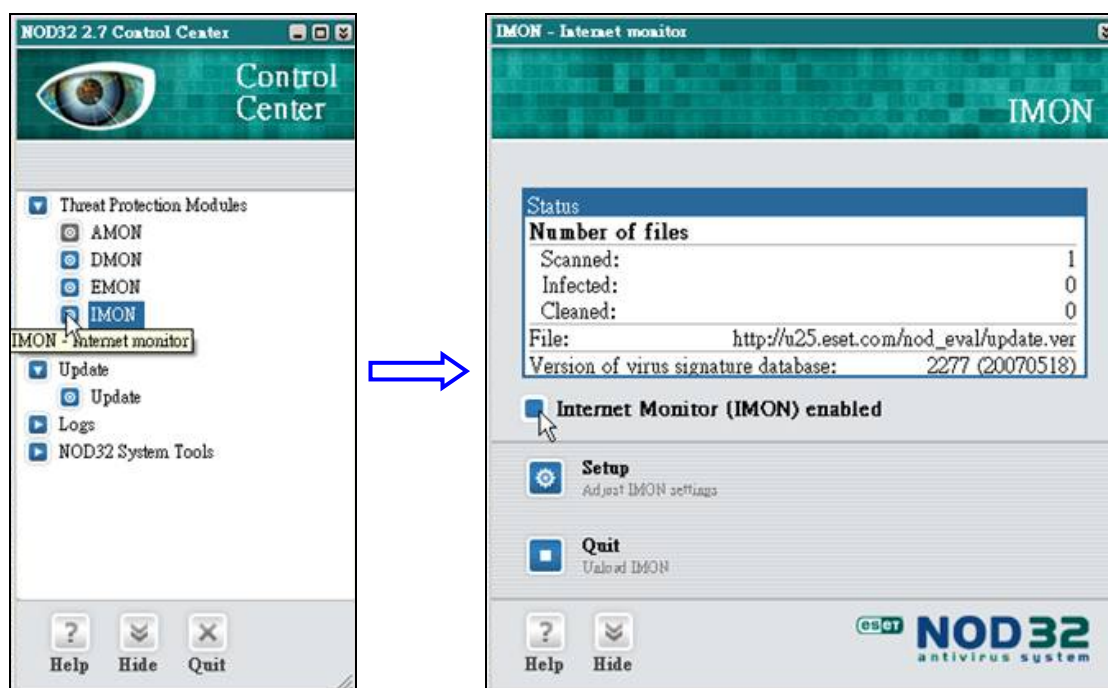 NOD32 2.7 Control Center
Control
Center
Threat Protection Modules
AMON
DMON
EMON
IMON
IMON - Internet monitor
Update
Update
Logs
NOD32 System Tools
?
Help
Hide
Quit
IMON - Internet monitor
IMON
Status
Number of files
Scanned: 1
Infected: 0
Cleaned: 0
File: http://u25.eset.com/nod_eval/update.ver
Version of virus signature database: 2277 (20070518)
Internet Monitor (IMON) enabled
Setup
Adjust IMON settings
Quit
Unload IMON
?
Help
Hide
eset NOD32
antivirus system